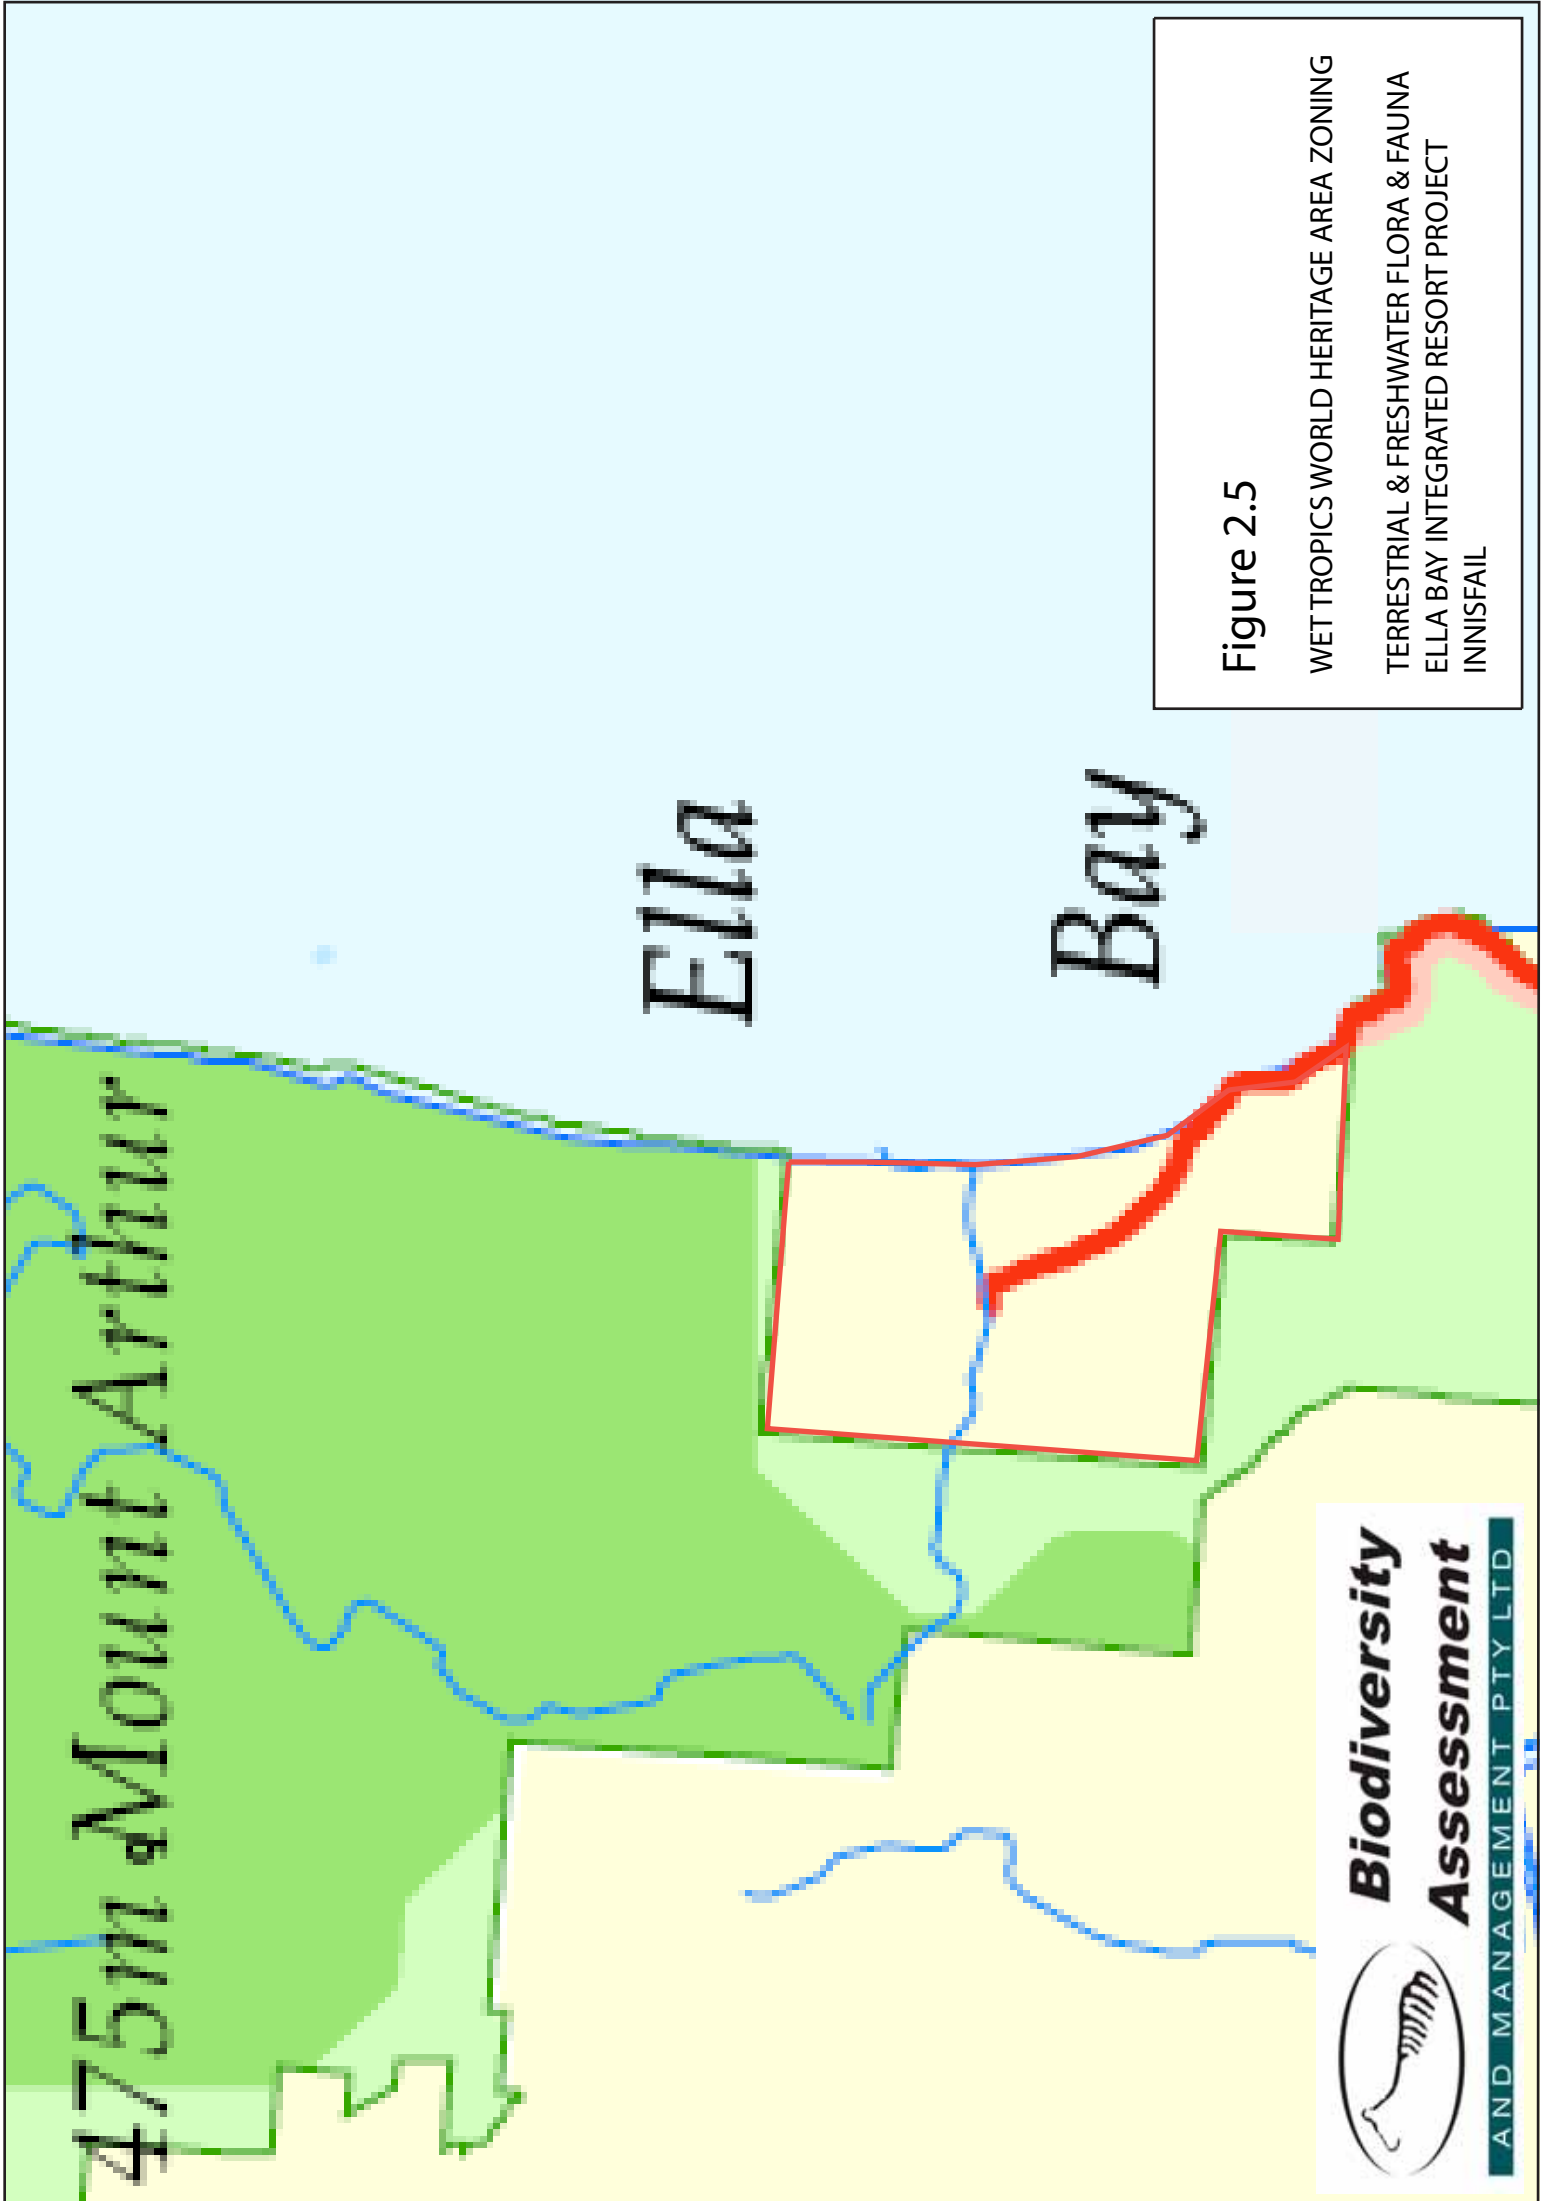 475m Mount Arthur
Ella
Bay
Figure 2.5
WET TROPICS WORLD HERITAGE AREA ZONING
TERRESTRIAL & FRESHWATER FLORA & FAUNA
ELLA BAY INTEGRATED RESORT PROJECT
INNISFAIL
Biodiversity
Assessment
AND MANAGEMENT PTY LTD